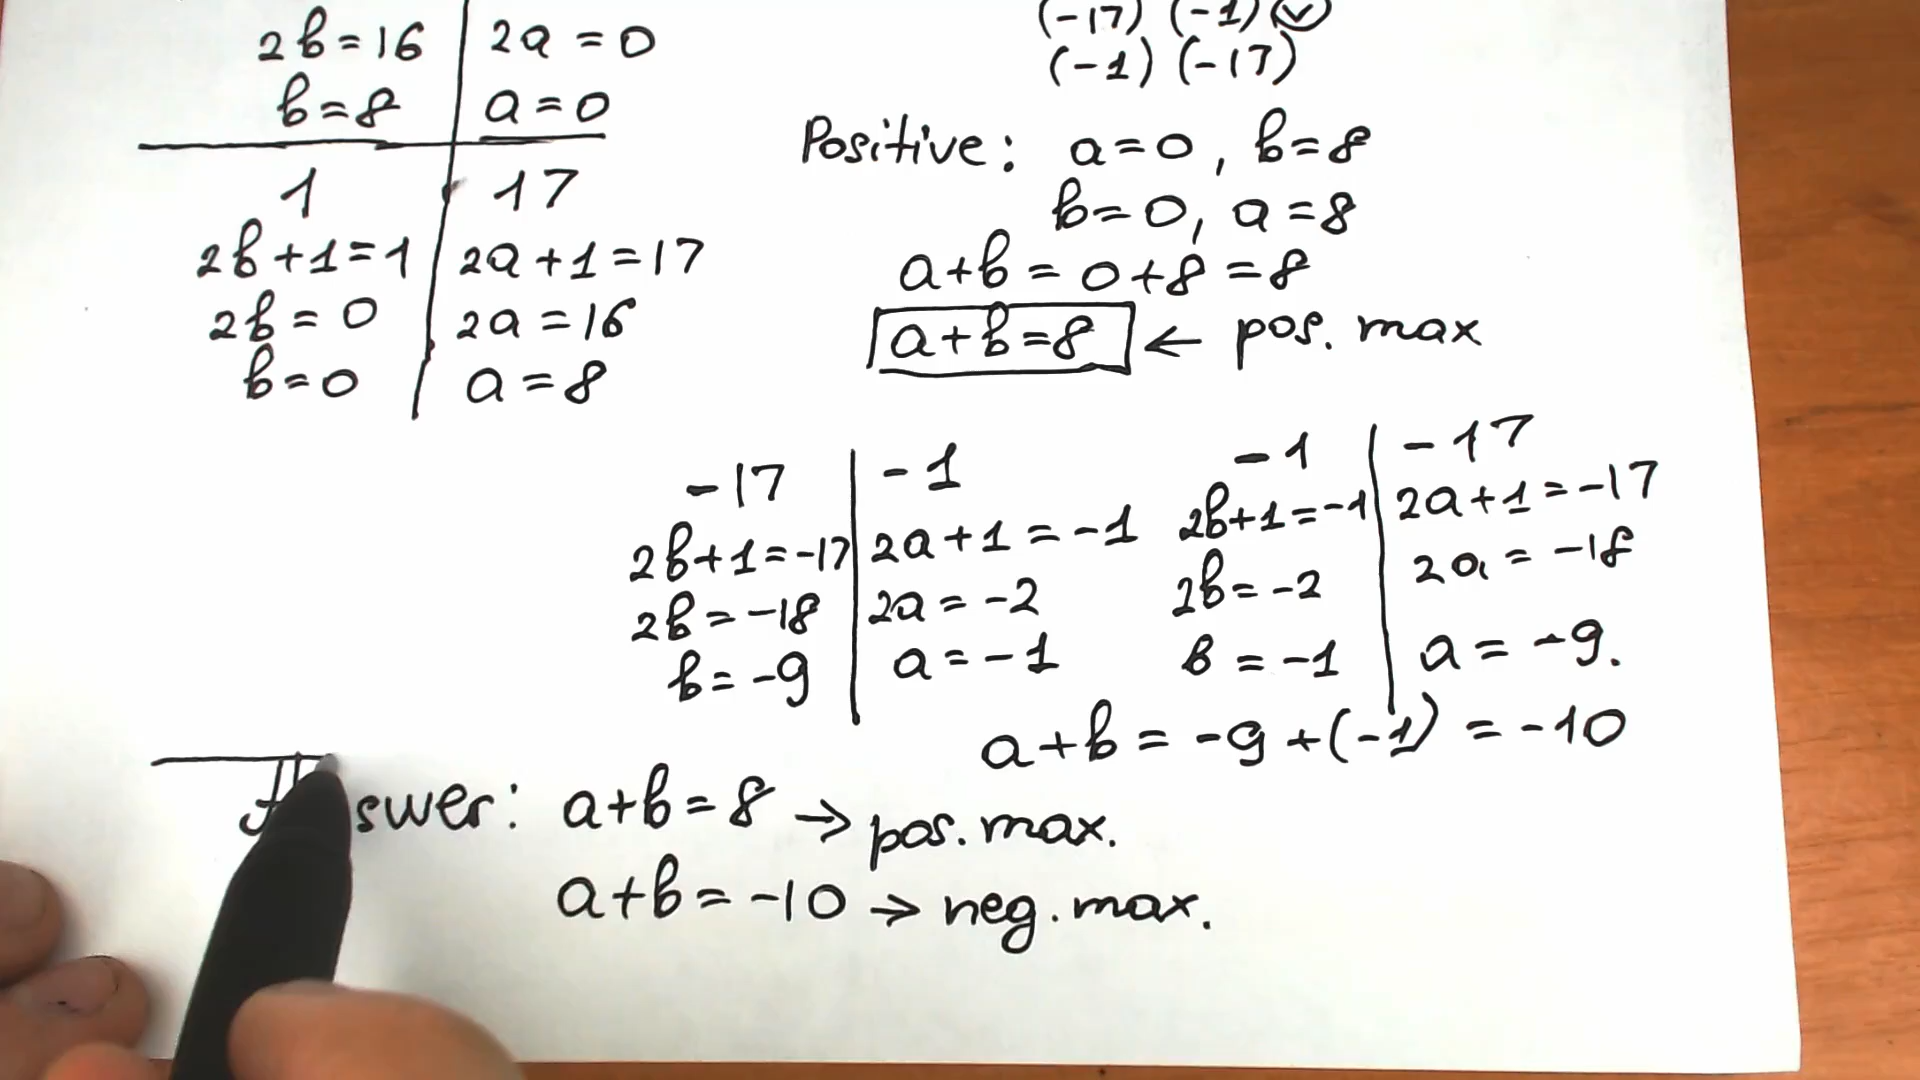 2b=16 2a=0
b=8 a=0
1 17
2b+1=1 2a+1=17
2b=0 2a=16
b=0 a=8
(-17) (-1)
(-1) (-17)
Positive: a=0, b=8
b=0, a=8
a+b=0+8=8
a+b=8 ← pos. max
-17 -1
2b+1=-17 2a+1=-1
2b=-18 2a=-2
b=-9 a=-1
-1 -17
2b+1=-1 2a+1=-17
2b=-2 2a=-18
b=-1 a=-9.
a+b=-9+(-1)=-10
a+b=8 → pos. max.
a+b=-10 → neg. max.